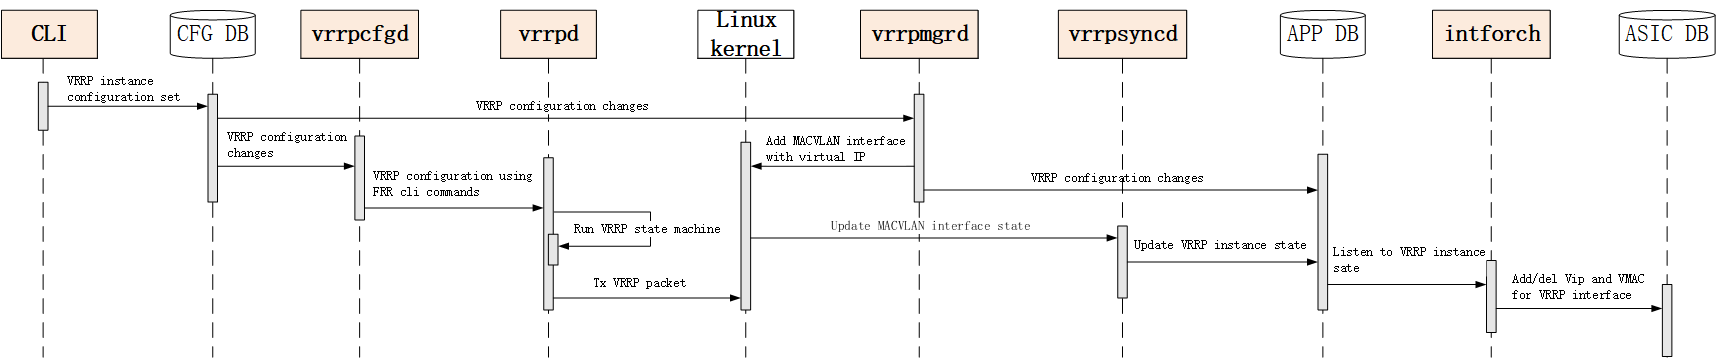 CLI
CFG DB
vrrpcfgd
vrrpd
Linux
kernel
vrrpmgrd
vrrpsyncd
APP DB
intforch
ASIC DB
VRRP instance
configuration set
VRRP configuration changes
VRRP configuration
changes
Add MACVLAN interface
with virtual IP
VRRP configuration using
FRR cli commands
VRRP configuration changes
Run VRRP state machine
Update MACVLAN interface state
Update VRRP instance state
Listen to VRRP instance
sate
Tx VRRP packet
Add/del Vip and VMAC
for VRRP interface